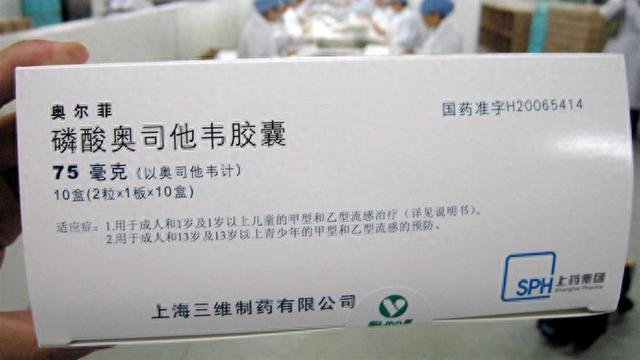 奥尔菲
国药准字H20065414
磷酸奥司他韦胶囊
75 毫克 (以奥司他韦计)
10盒(2粒×1板×10盒)
适应症：1.用于成人和1岁及1岁以上儿童的甲型和乙型流感治疗（详见说明书）。
2.用于成人和13岁及13岁以上青少年的甲型和乙型流感的预防。
SPH 上药集团
Shanghai Pharma
上海三维制药有限公司